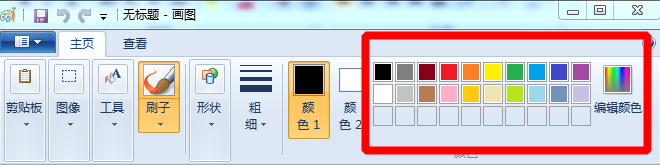 无标题 - 画图
主页 查看
剪贴板 图像 工具 刷子 形状 粗细 颜色 1 颜色 2 编辑颜色